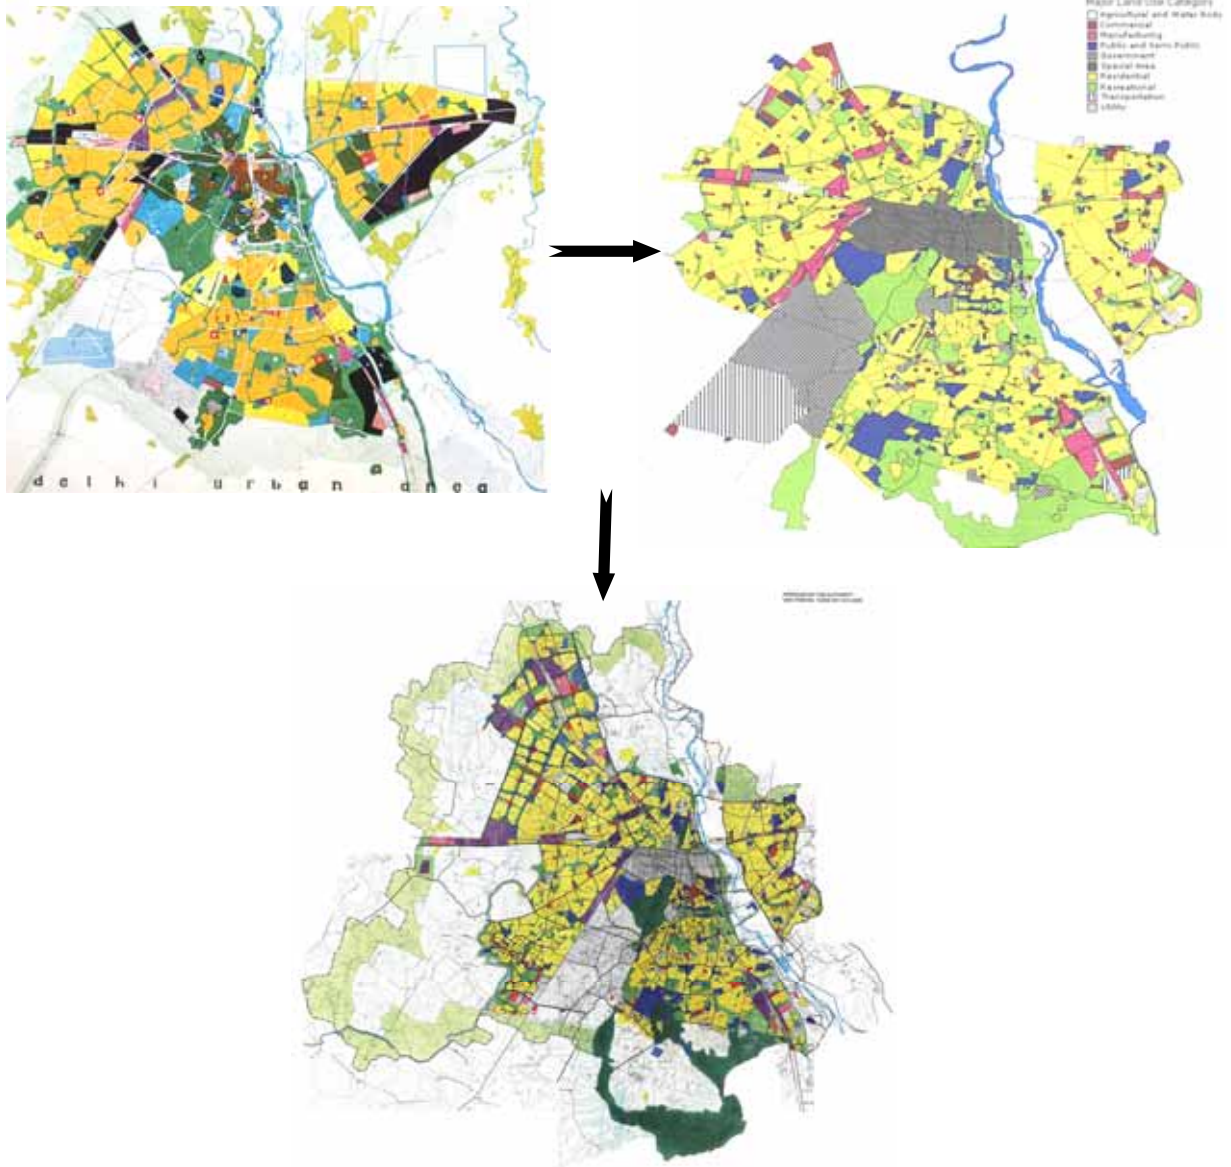 delhi urban area
Major Land Use Category
Agricultural and Water Body
Commercial
Manufacturing
Public and Semi Public
Government
Special Area
Residential
Recreational
Transportation
Utility